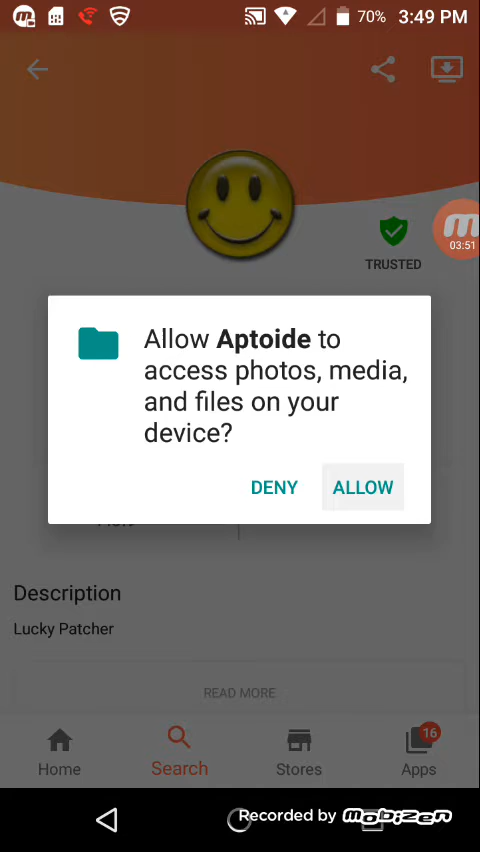 70% 3:49 PM
03:51
TRUSTED
Allow Aptoide to
access photos, media,
and files on your
device?
DENY ALLOW
Description
Lucky Patcher
READ MORE
16
Home Search Stores Apps
Recorded by mobizen